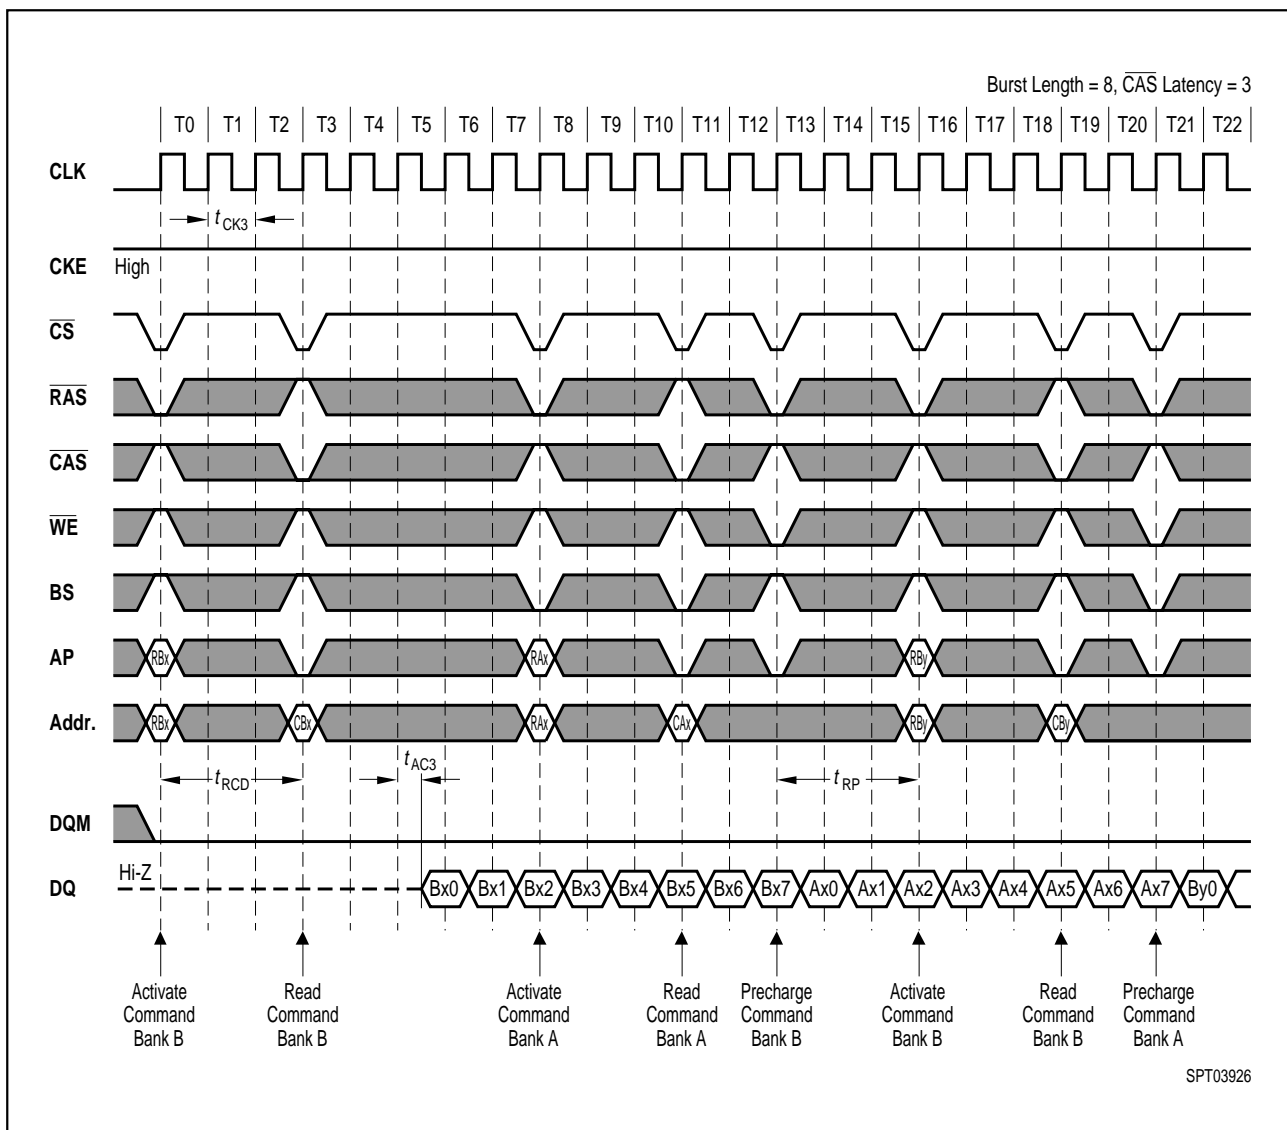 Burst Length = 8, CAS Latency = 3
T0 T1 T2 T3 T4 T5 T6 T7 T8 T9 T10 T11 T12 T13 T14 T15 T16 T17 T18 T19 T20 T21 T22
CLK
t CK3
CKE High
CS
RAS
CAS
WE
BS
AP RBx RAx RBy
Addr. RBx CBx RAx CAx RBy CBy
t RCD t AC3 t RP
DQM
Hi-Z
DQ Bx0 Bx1 Bx2 Bx3 Bx4 Bx5 Bx6 Bx7 Ax0 Ax1 Ax2 Ax3 Ax4 Ax5 Ax6 Ax7 By0
Activate Read Activate Read Precharge Activate Read Precharge
Command Command Command Command Command Command Command Command
Bank B Bank B Bank A Bank A Bank B Bank B Bank B Bank A
SPT03926